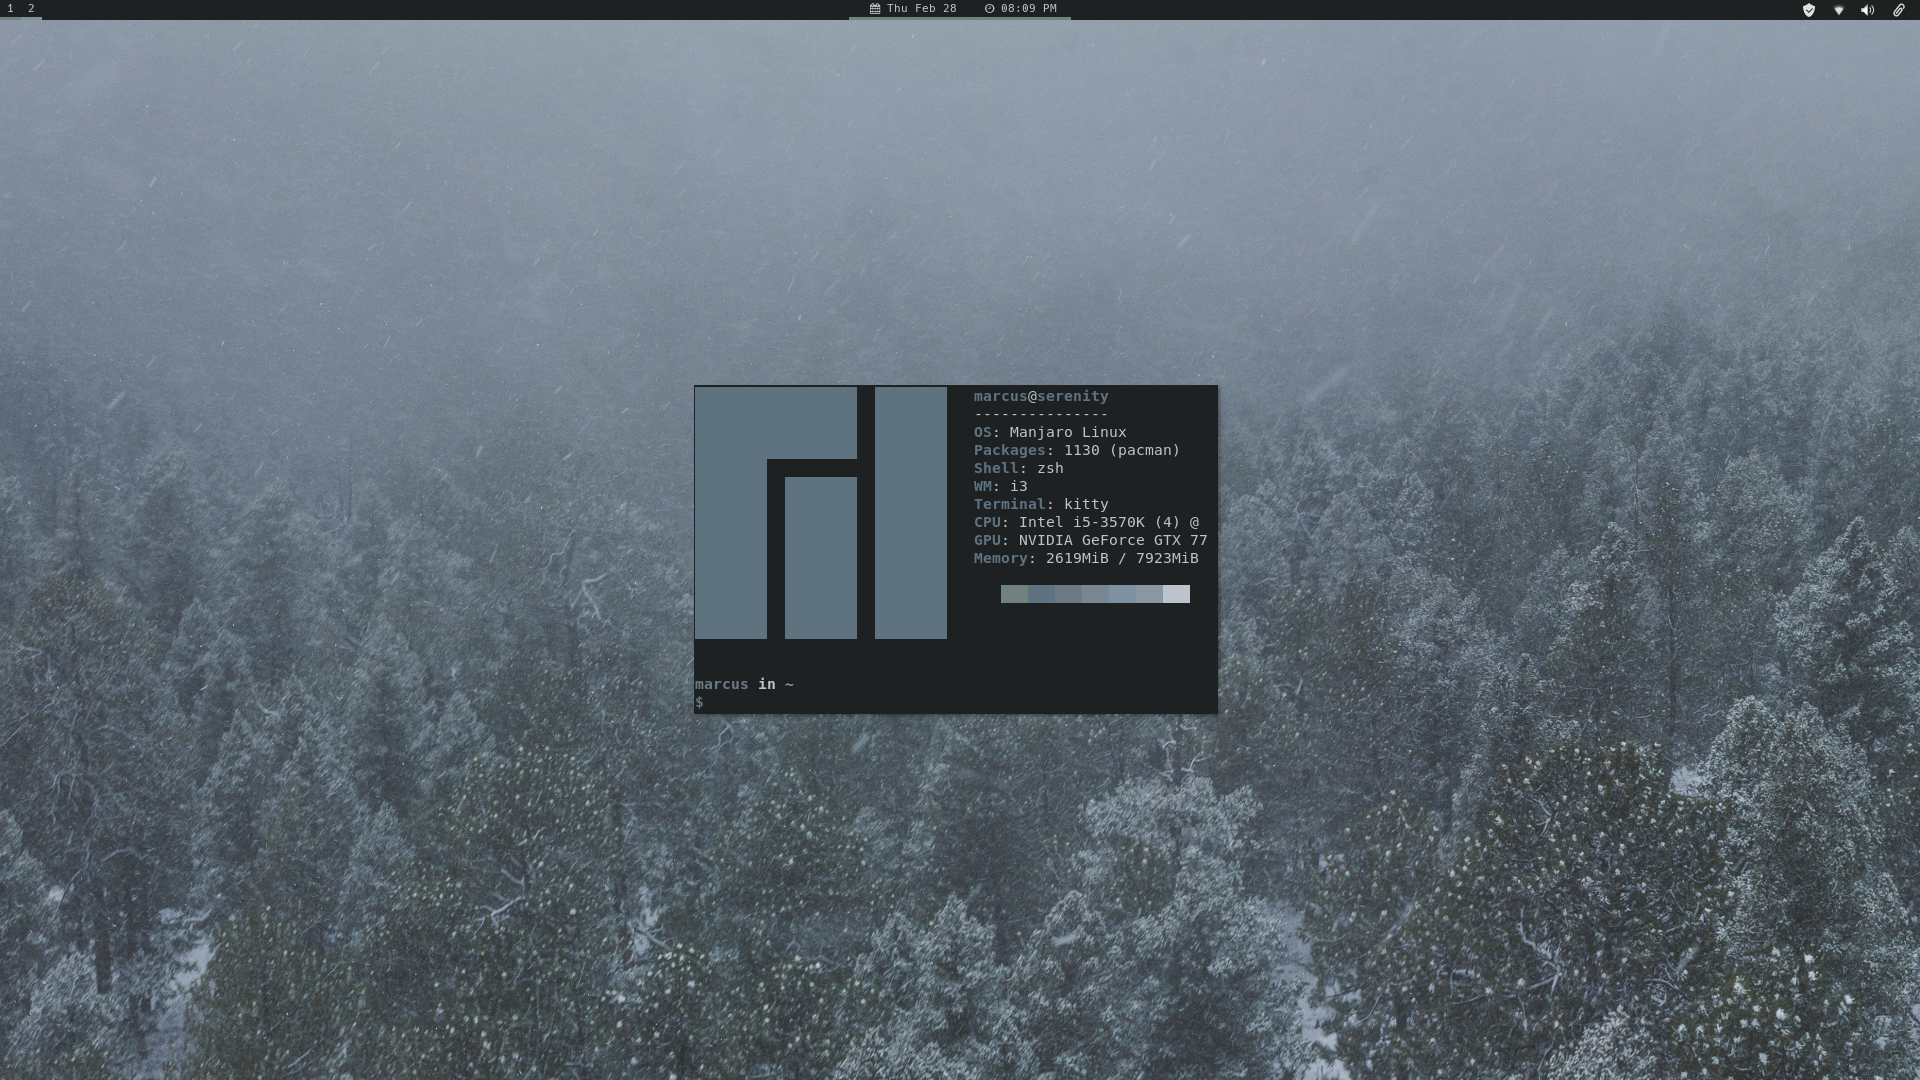 1 2
Thu Feb 28 08:09 PM
marcus@serenity
---------------
OS: Manjaro Linux
Packages: 1130 (pacman)
Shell: zsh
WM: i3
Terminal: kitty
CPU: Intel i5-3570K (4) @
GPU: NVIDIA GeForce GTX 77
Memory: 2619MiB / 7923MiB
marcus in ~
$